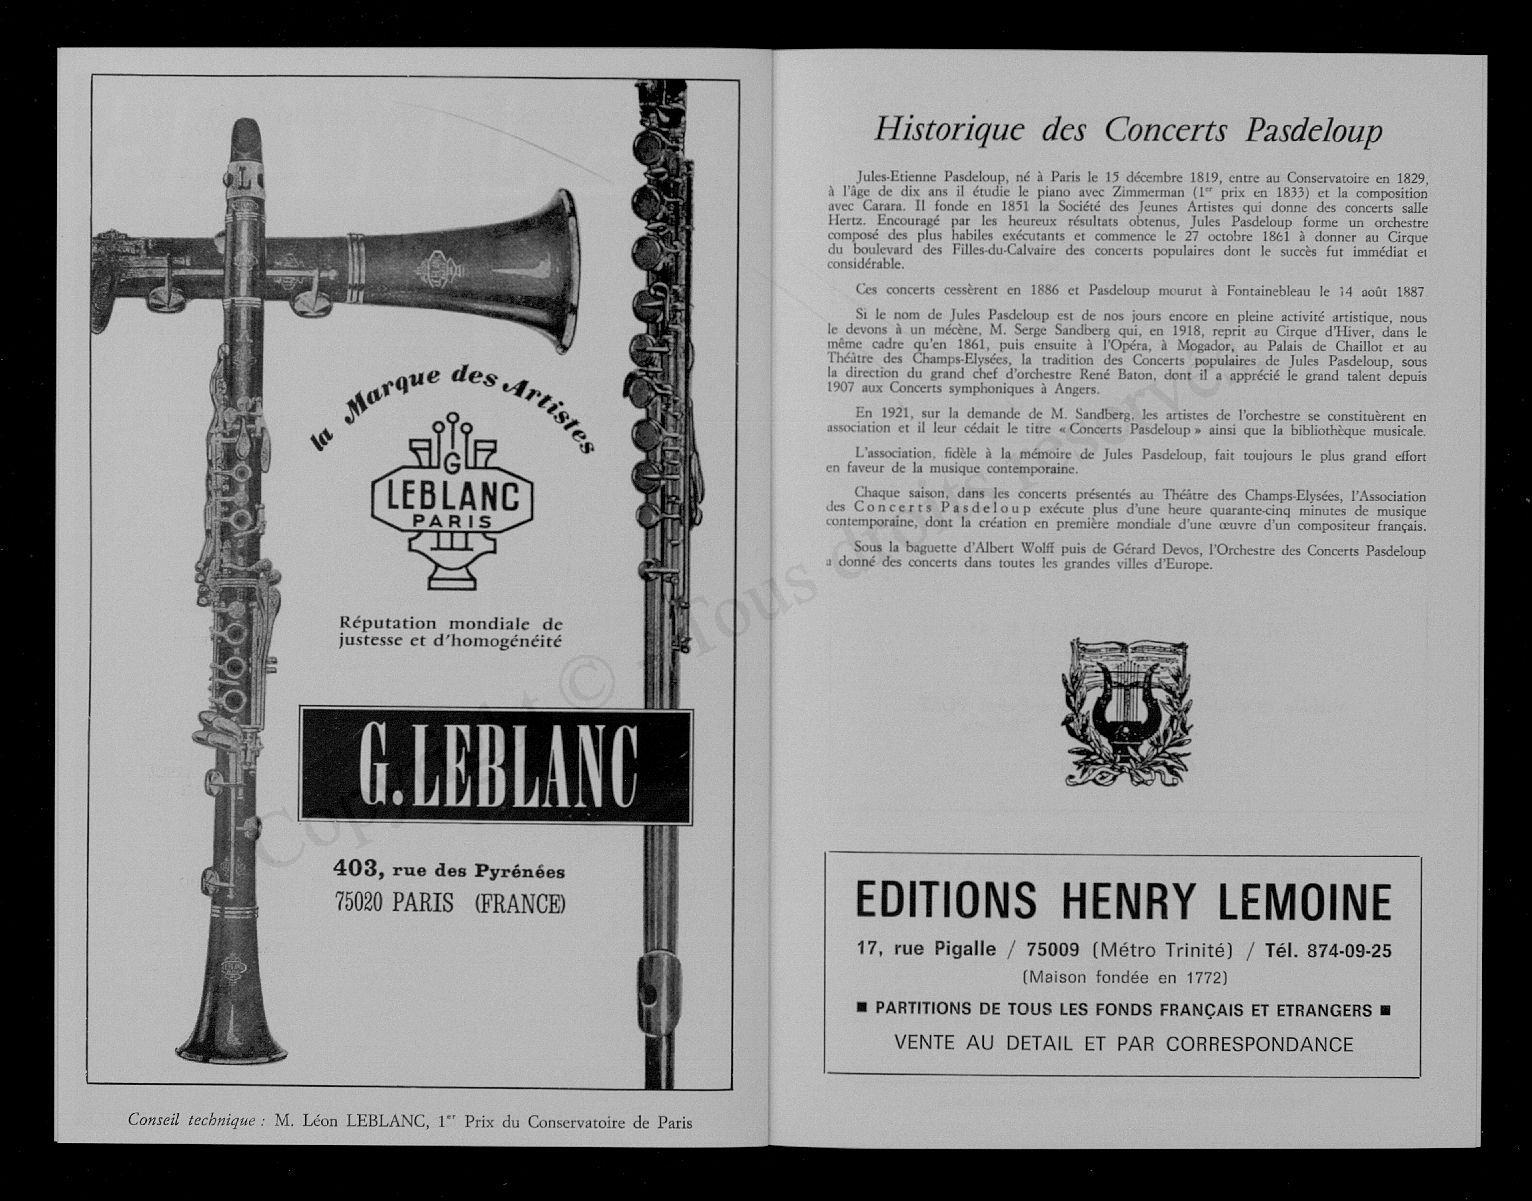 L
la Marque des Artistes
G
LEBLANC
PARIS
Réputation mondiale de
justesse et d'homogénéité
G. LEBLANC
403, rue des Pyrénées
75020 PARIS (FRANCE)
Conseil technique : M. Léon LEBLANC, 1er Prix du Conservatoire de Paris
Historique des Concerts Pasdeloup
Jules-Etienne Pasdeloup, né à Paris le 15 décembre 1819, entre au Conservatoire en 1829,
à l'âge de dix ans il étudie le piano avec Zimmerman (1er prix en 1833) et la composition
avec Carara. Il fonde en 1851 la Société des Jeunes Artistes qui donne des concerts salle
Hertz. Encouragé par les heureux résultats obtenus, Jules Pasdeloup forme un orchestre
composé des plus habiles exécutants et commence le 27 octobre 1861 à donner au Cirque
du boulevard des Filles-du-Calvaire des concerts populaires dont le succès fut immédiat et
considérable.
Ces concerts cessèrent en 1886 et Pasdeloup mourut à Fontainebleau le 14 août 1887
Si le nom de Jules Pasdeloup est de nos jours encore en pleine activité artistique, nous
le devons à un mécène, M. Serge Sandberg qui, en 1918, reprit au Cirque d'Hiver, dans le
même cadre qu'en 1861, puis ensuite à l'Opéra, à Mogador, au Palais de Chaillot et au
Théâtre des Champs-Elysées, la tradition des Concerts populaires de Jules Pasdeloup, sous
la direction du grand chef d'orchestre René Baton, dont il a apprécié le grand talent depuis
1907 aux Concerts symphoniques à Angers.
En 1921, sur la demande de M. Sandberg, les artistes de l'orchestre se constituèrent en
association et il leur cédait le titre « Concerts Pasdeloup » ainsi que la bibliothèque musicale.
L'association, fidèle à la mémoire de Jules Pasdeloup, fait toujours le plus grand effort
en faveur de la musique contemporaine.
Chaque saison, dans les concerts présentés au Théâtre des Champs-Elysées, l'Association
des Concerts Pasdeloup exécute plus d'une heure quarante-cinq minutes de musique
contemporaine, dont la création en première mondiale d'une œuvre d'un compositeur français.
Sous la baguette d'Albert Wolff puis de Gérard Devos, l'Orchestre des Concerts Pasdeloup
a donné des concerts dans toutes les grandes villes d'Europe.
EDITIONS HENRY LEMOINE
17, rue Pigalle / 75009 (Métro Trinité) / Tél. 874-09-25
(Maison fondée en 1772)
■ PARTITIONS DE TOUS LES FONDS FRANÇAIS ET ETRANGERS ■
VENTE AU DETAIL ET PAR CORRESPONDANCE
Copyright © - Tous droits réservés